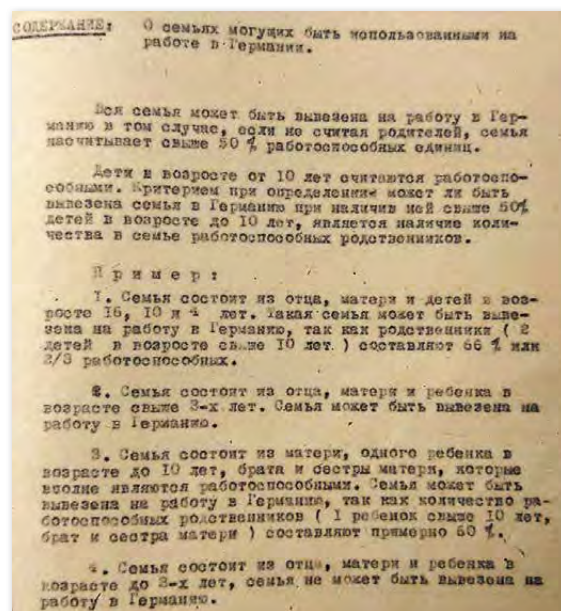 СОДЕРЖАНИЕ: О семьях могущих быть использованными на
работе в Германии.
Вся семья может быть вывезена на работу в Гер-
манию в том случае, если не считая родителей, семья
насчитывает свыше 50 % работоспособных единиц.
Дети в возросте от 10 лет считаются работоспо-
собными. Критерием при определении может ли быть
вывезена семья в Германию при наличив ней свыше 50%
детей в возросте до 10 лет, является наличие коли-
чества в семье работоспособных родственников.
Пример:
1. Семья состоит из отца, матери и детей в воз-
росте 16, 10 и 4 лет. Такая семья может быть выве-
зена на работу в Германию, так как родственники ( 2
детей в возросте свыше 10 лет. ) составляют 66 % или
2/3 работоспособных.
2. Семья состоит из отца, матери и ребенка в
возрасте свыше 3-х лет. Семья может быть вывезена на
работу в Германию.
3. Семья состоит из матери, одного ребенка в
возрасте до 10 лет, брата и сестры матери, которые
вполне являются работоспособными. Семья может быть
вывезена на работу в Германию, так как количество ра-
ботоспособных родственников ( 1 ребенок свыше 10 лет,
брат и сестра матери ) составляют примерно 60 %.
4. Семья состоит из отца, матери и ребенка в
возрасте до 3-х лет, семья не может быть вывезена на
работу в Германию.